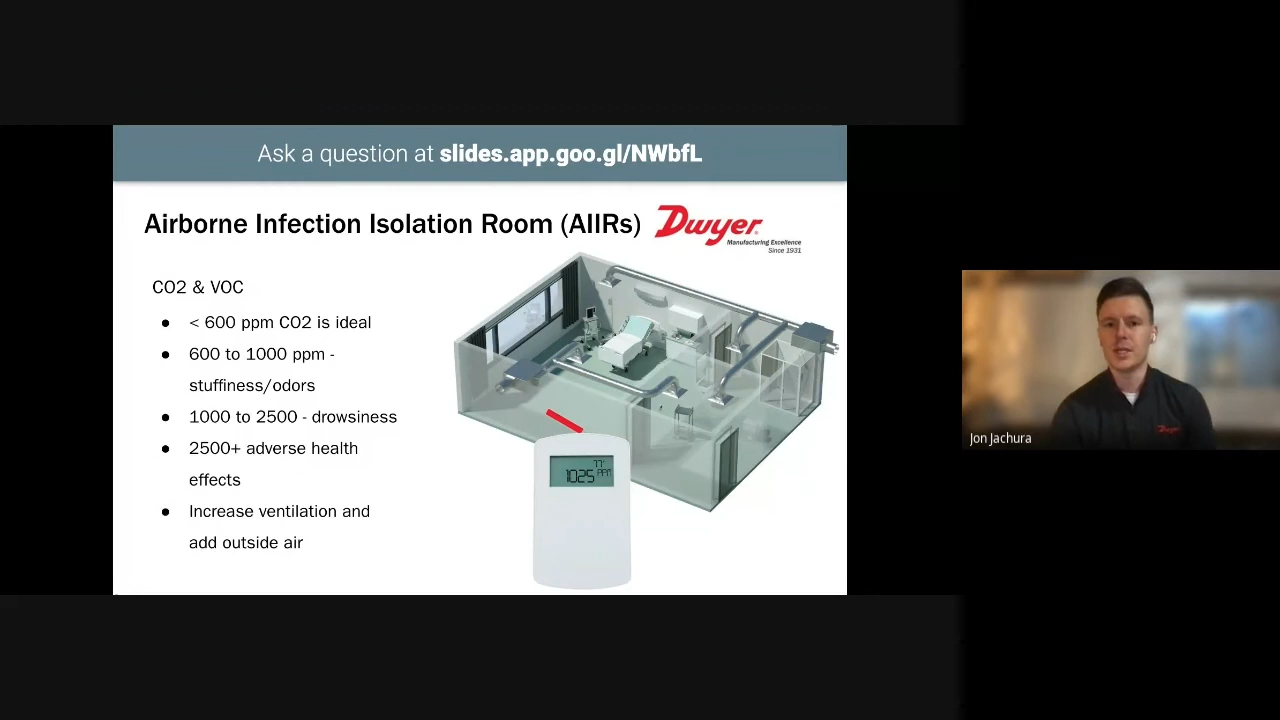 Ask a question at slides.app.goo.gl/NWbfL
Airborne Infection Isolation Room (AIIRs)
Dwyer
Manufacturing Excellence
Since 1931
CO2 & VOC
● < 600 ppm CO2 is ideal
● 600 to 1000 ppm -
stuffiness/odors
● 1000 to 2500 - drowsiness
● 2500+ adverse health
effects
● Increase ventilation and
add outside air
77°
1025 PPM
Jon Jachura